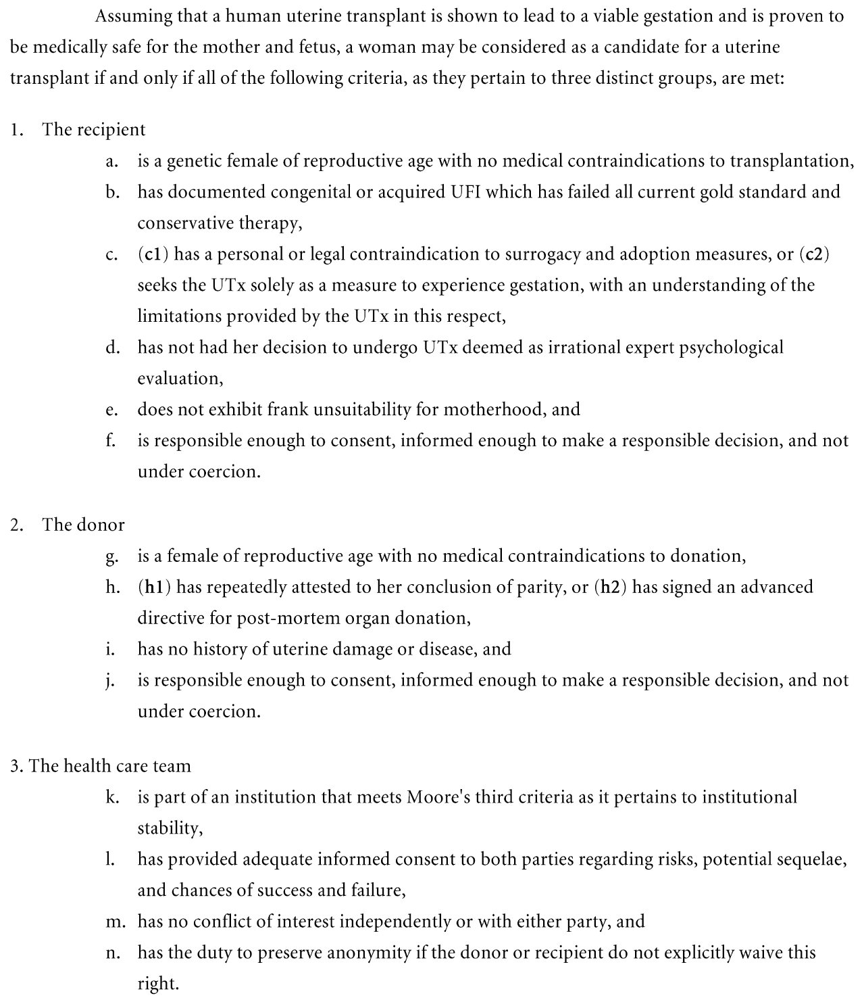 Assuming that a human uterine transplant is shown to lead to a viable gestation and is proven to
be medically safe for the mother and fetus, a woman may be considered as a candidate for a uterine
transplant if and only if all of the following criteria, as they pertain to three distinct groups, are met:
1. The recipient
a. is a genetic female of reproductive age with no medical contraindications to transplantation,
b. has documented congenital or acquired UFI which has failed all current gold standard and
conservative therapy,
c. (c1) has a personal or legal contraindication to surrogacy and adoption measures, or (c2)
seeks the UTx solely as a measure to experience gestation, with an understanding of the
limitations provided by the UTx in this respect,
d. has not had her decision to undergo UTx deemed as irrational expert psychological
evaluation,
e. does not exhibit frank unsuitability for motherhood, and
f. is responsible enough to consent, informed enough to make a responsible decision, and not
under coercion.
2. The donor
g. is a female of reproductive age with no medical contraindications to donation,
h. (h1) has repeatedly attested to her conclusion of parity, or (h2) has signed an advanced
directive for post-mortem organ donation,
i. has no history of uterine damage or disease, and
j. is responsible enough to consent, informed enough to make a responsible decision, and not
under coercion.
3. The health care team
k. is part of an institution that meets Moore's third criteria as it pertains to institutional
stability,
l. has provided adequate informed consent to both parties regarding risks, potential sequelae,
and chances of success and failure,
m. has no conflict of interest independently or with either party, and
n. has the duty to preserve anonymity if the donor or recipient do not explicitly waive this
right.